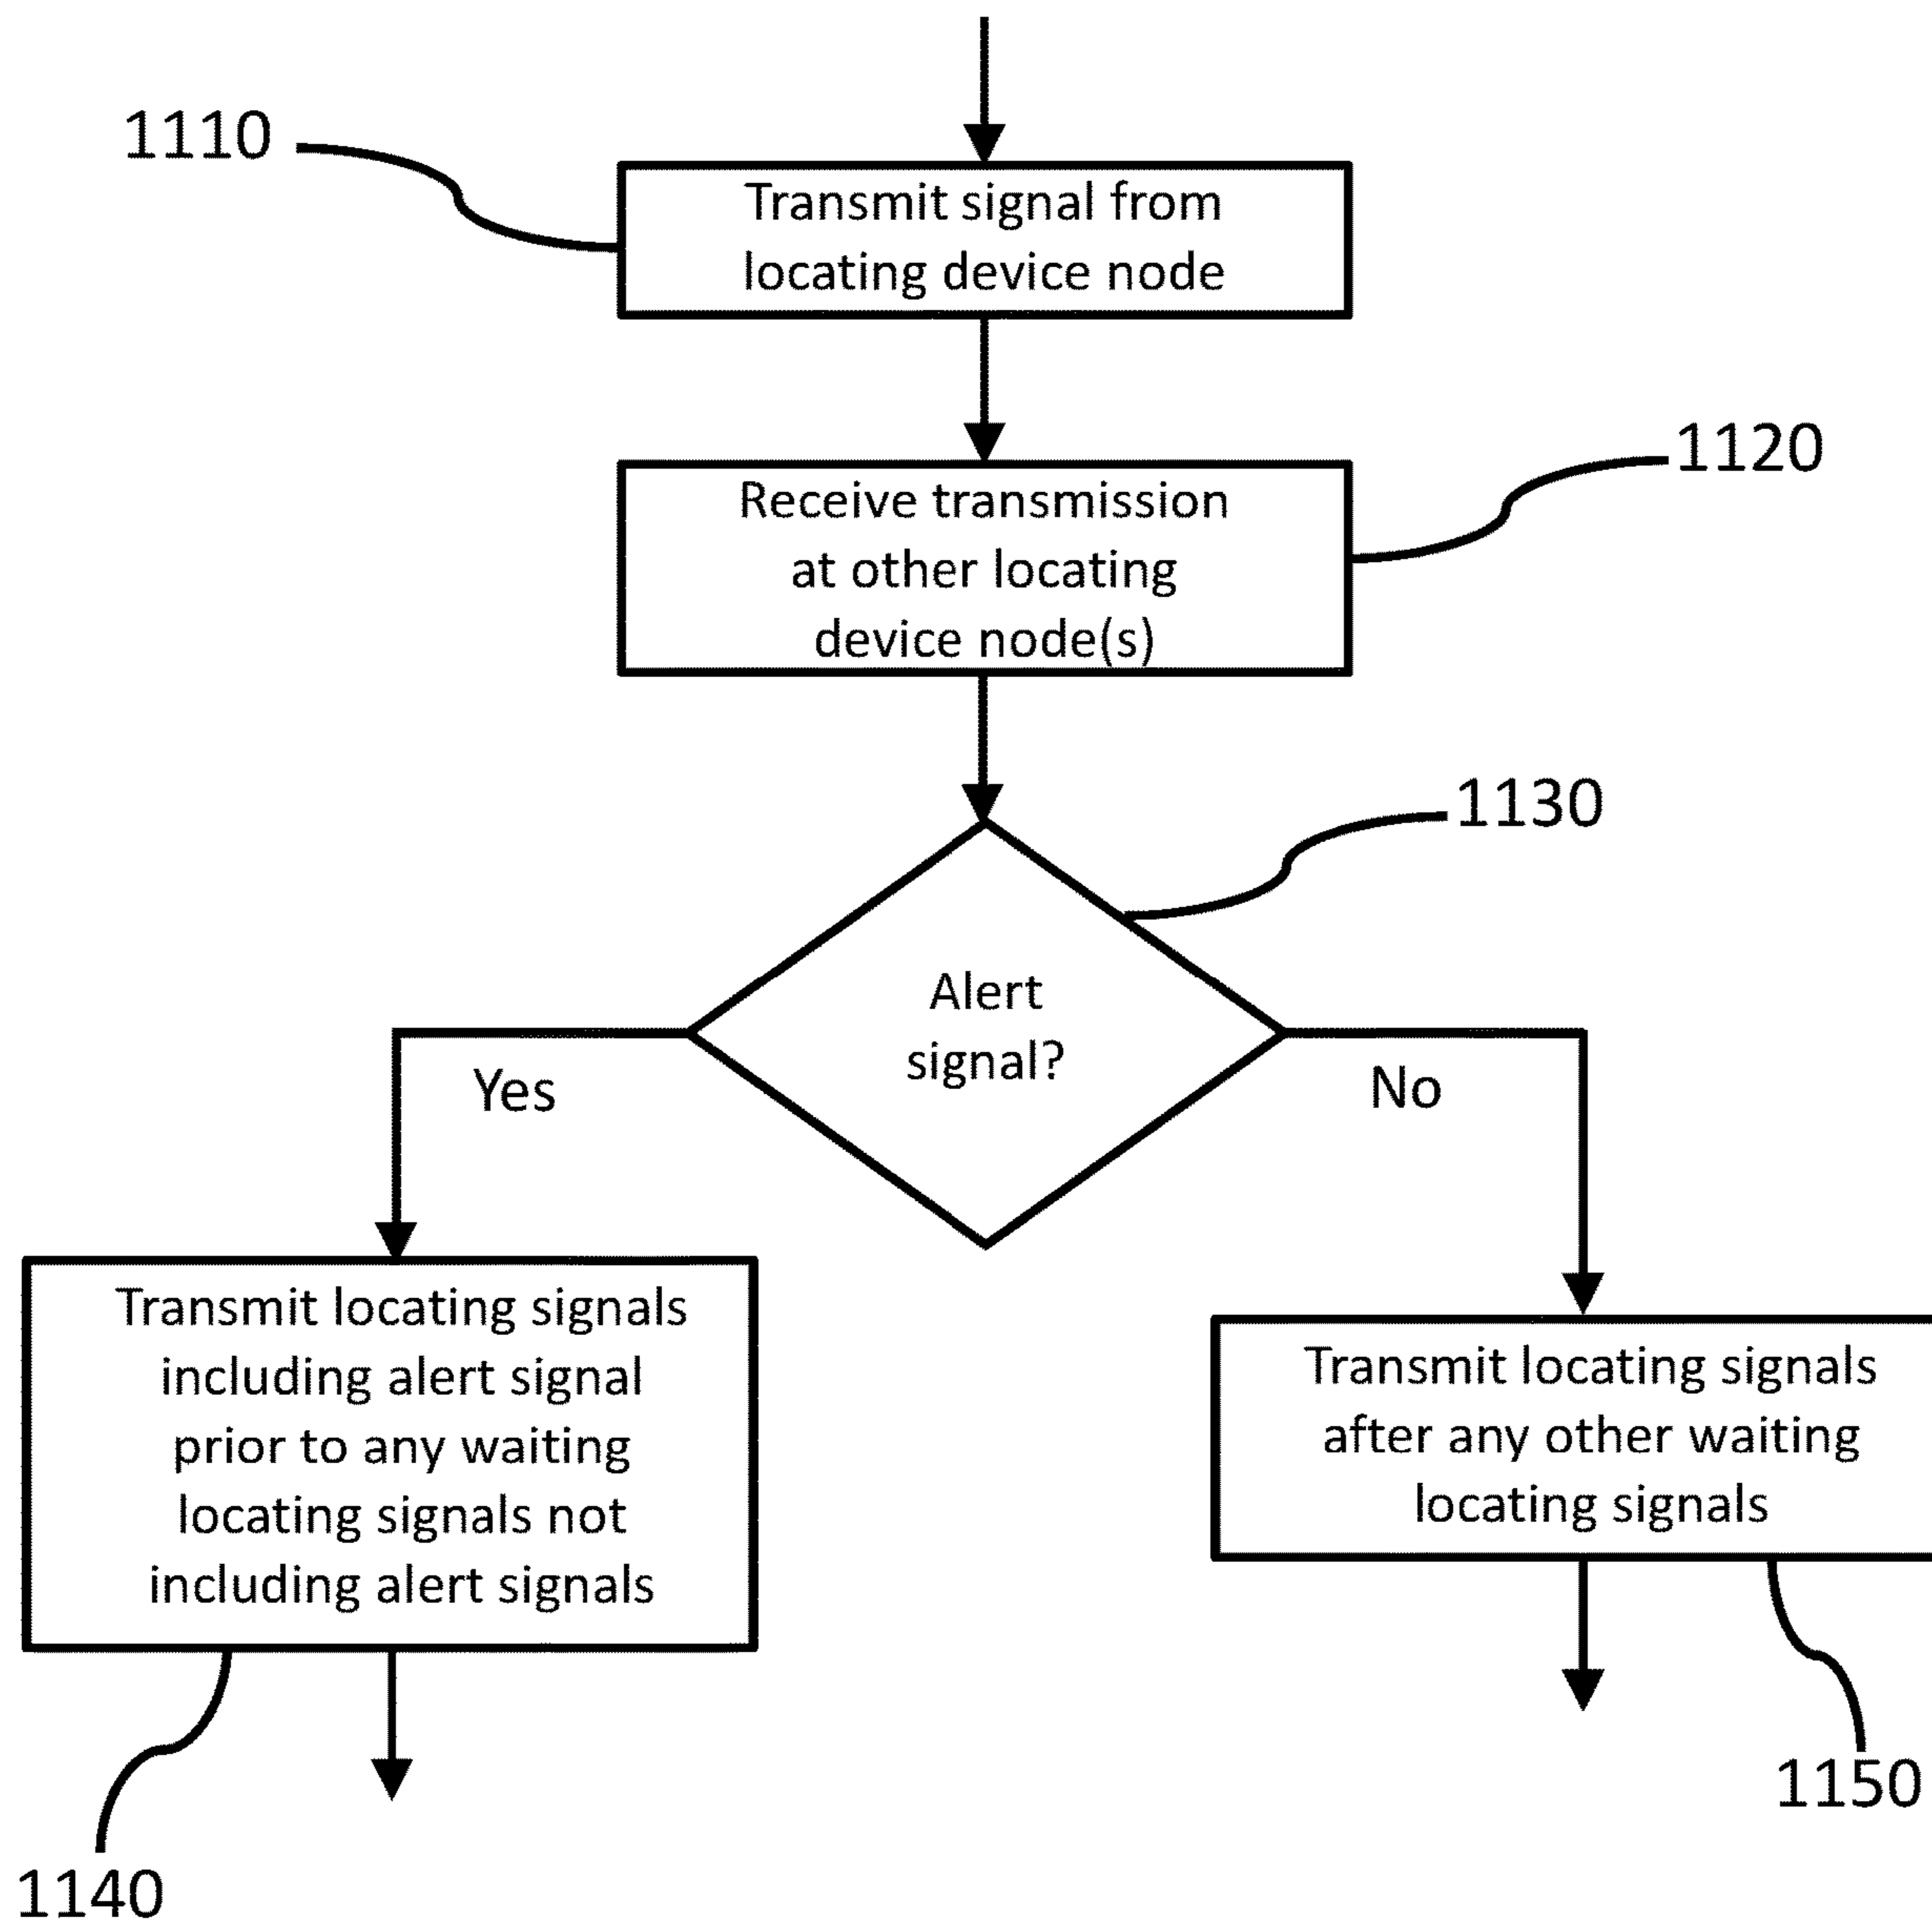 1110
Transmit signal from
locating device node
1120
Receive transmission
at other locating
device node(s)
1130
Alert
signal?
Yes
No
Transmit locating signals
including alert signal
prior to any waiting
locating signals not
including alert signals
Transmit locating signals
after any other waiting
locating signals
1150
1140